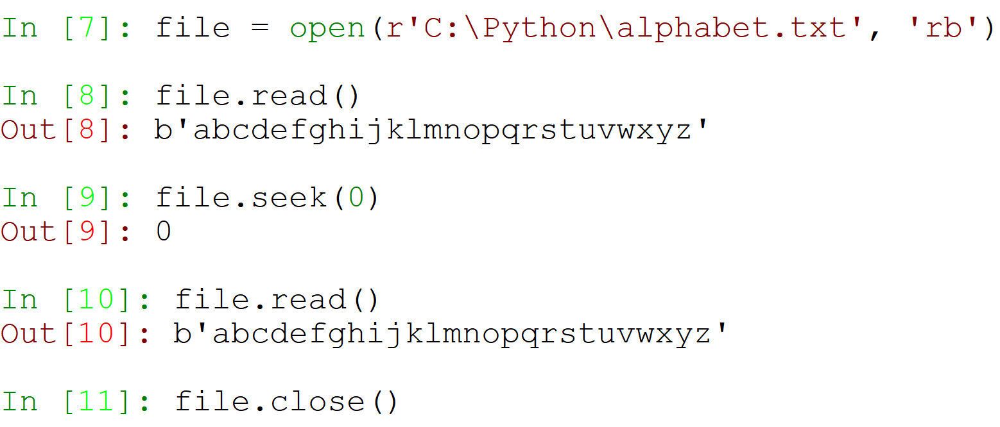 In [7]: file = open(r'C:\Python\alphabet.txt', 'rb')
In [8]: file.read()
Out[8]: b'abcdefghijklmnopqrstuvwxyz'
In [9]: file.seek(0)
Out[9]: 0
In [10]: file.read()
Out[10]: b'abcdefghijklmnopqrstuvwxyz'
In [11]: file.close()